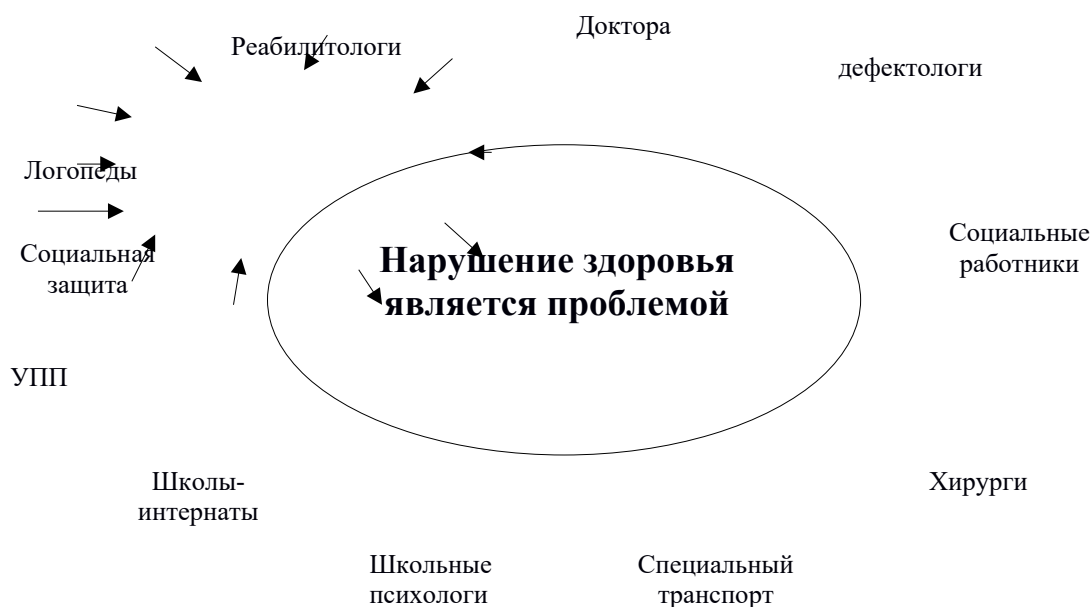 Доктора
Реабилитологи
дефектологи
Логопеды
Социальные
работники
Социальная
защита
Нарушение здоровья
является проблемой
УПП
Школы-
интернаты
Хирурги
Школьные
психологи
Специальный
транспорт